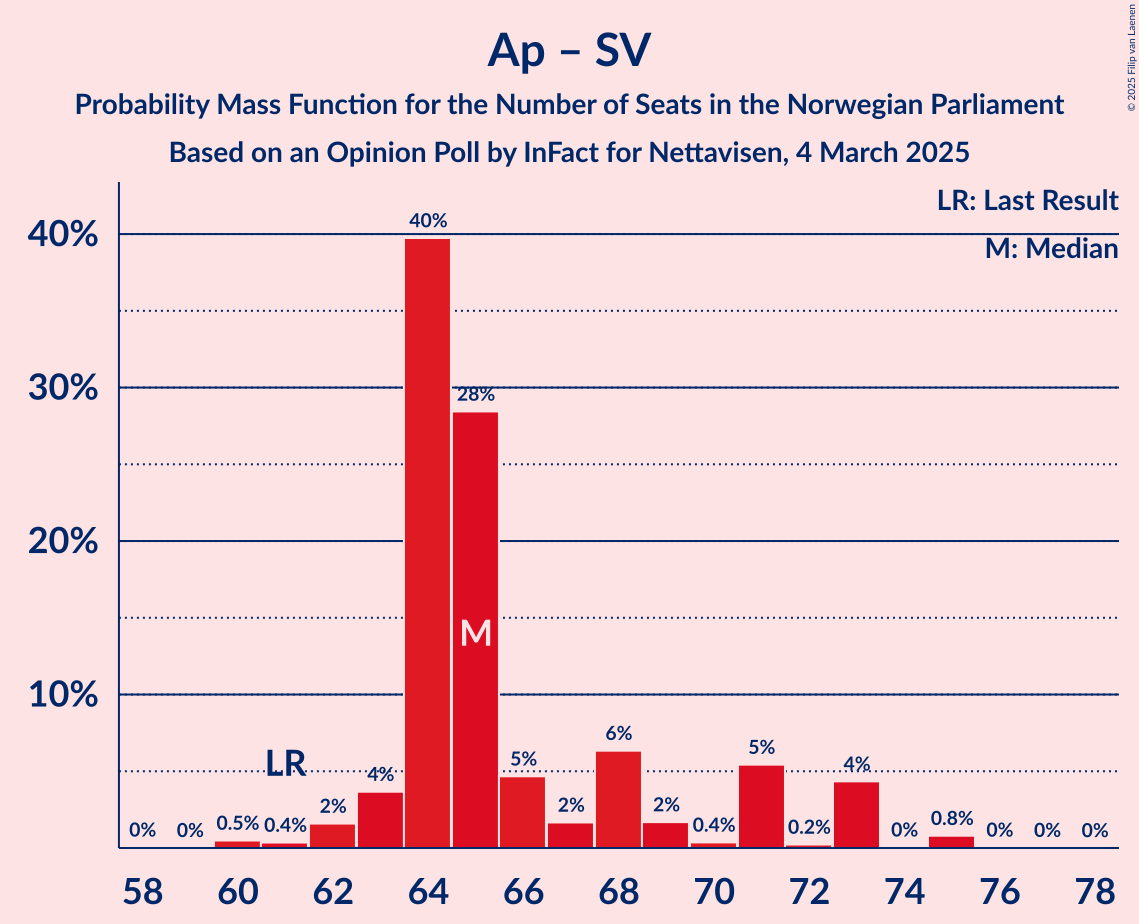 Ap – SV
Probability Mass Function for the Number of Seats in the Norwegian Parliament
Based on an Opinion Poll by InFact for Nettavisen, 4 March 2025
© 2025 Filip van Laenen
LR: Last Result
M: Median
40%
30%
20%
10%
0% 0% 0.5% 0.4% 2% 4% 40% 28% 5% 2% 6% 2% 0.4% 5% 0.2% 4% 0% 0.8% 0% 0% 0%
LR
M
58 60 62 64 66 68 70 72 74 76 78